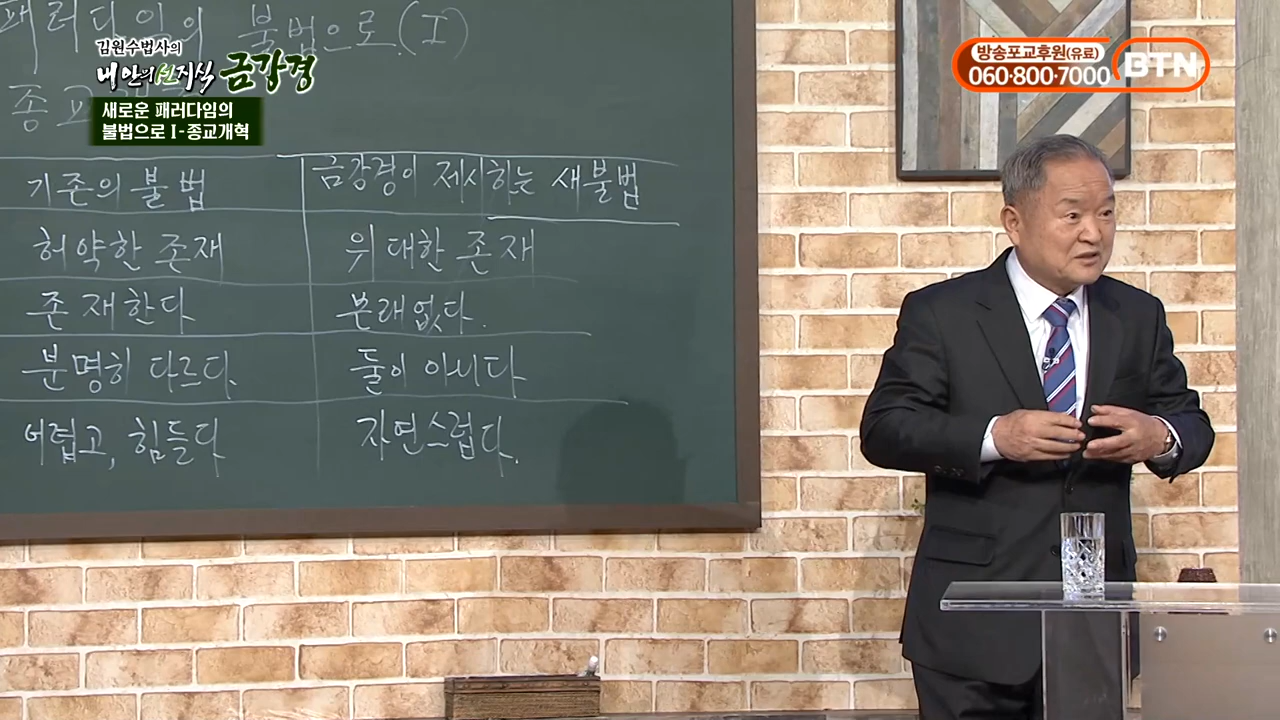 패러다임의 불법으로 (I)
종교
김원수법사의
내 안의 선지식 금강경
새로운 패러다임의
불법으로 I-종교개혁
방송포교후원(유료)
060·800·7000
BTN
기존의 불법 금강경이 제시하는 새불법
허약한 존재 위대한 존재
존재한다 본래없다.
분명히 다르다. 둘이 아니다
어렵고, 힘들다 자연스럽다.